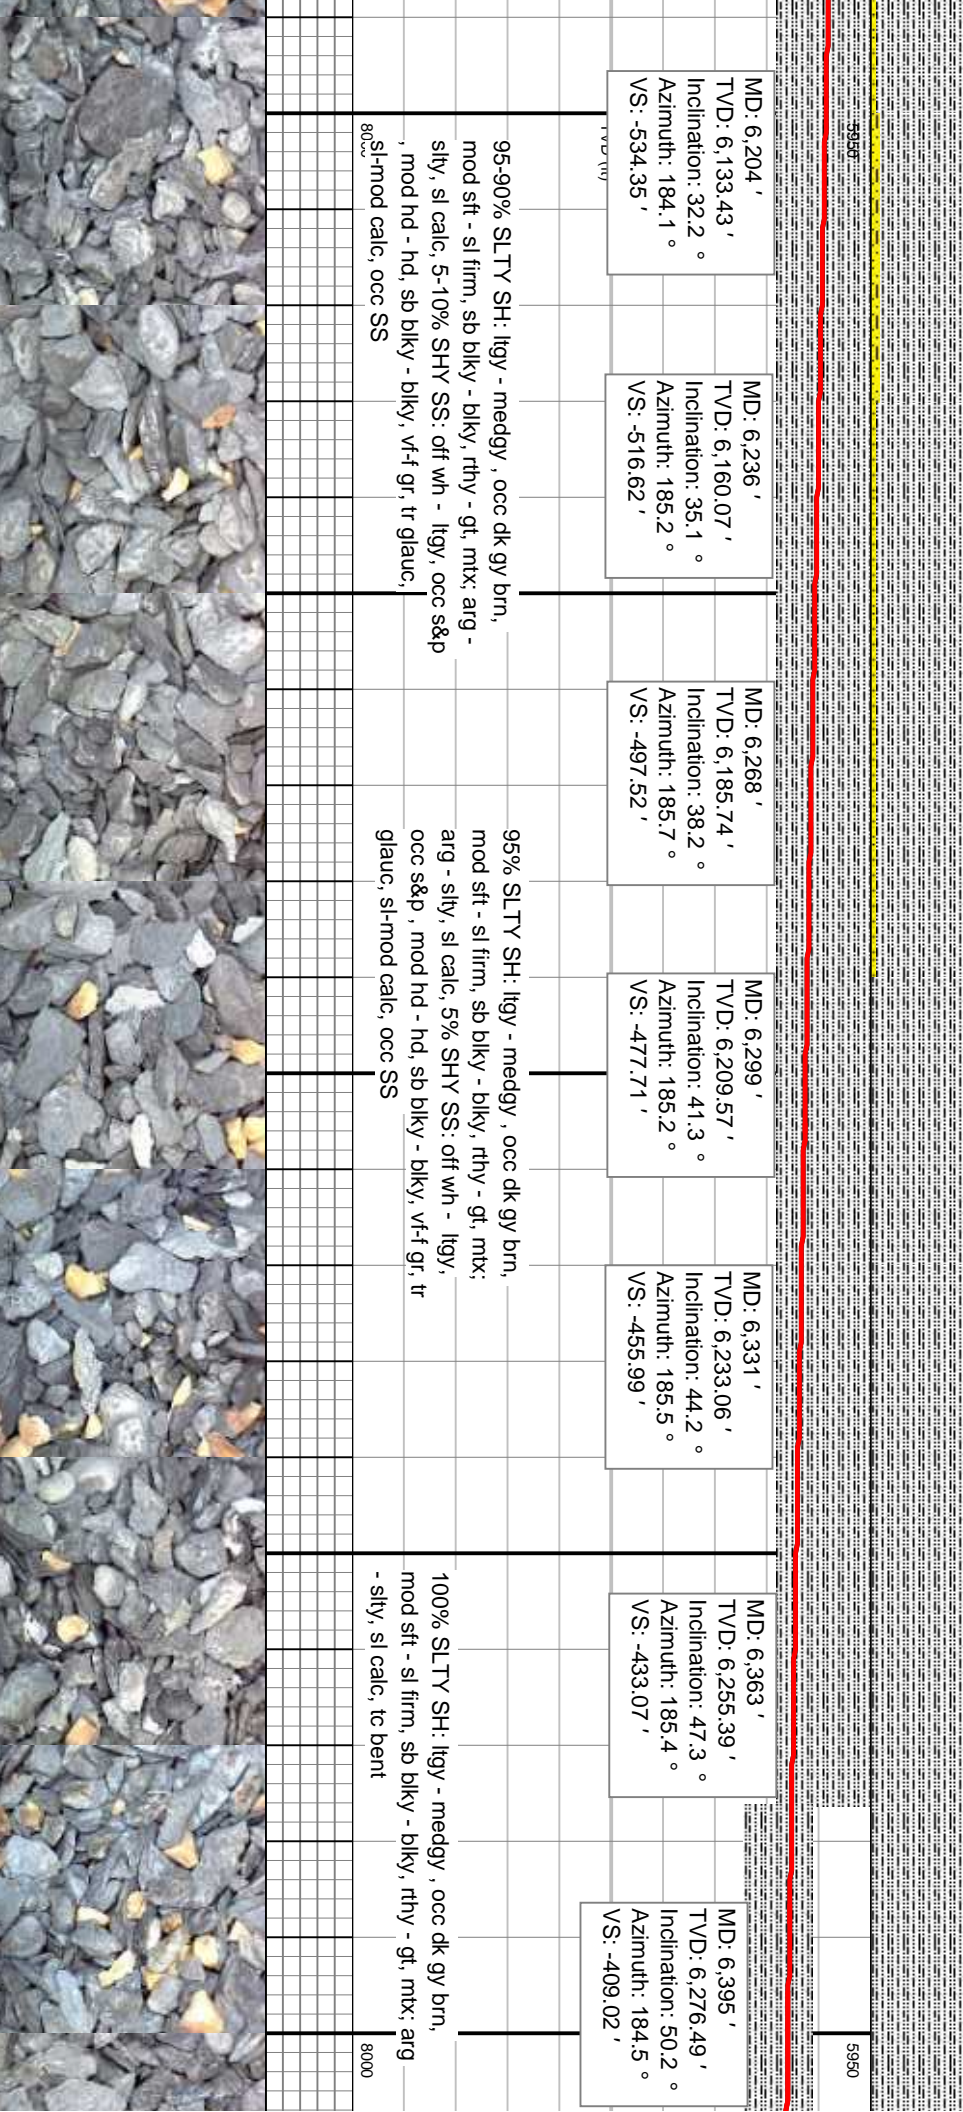 MD: 6,204 '
TVD: 6,133.43 '
Inclination: 32.2 °
Azimuth: 184.1 °
VS: -534.35 '
5950
TVD (ft)
95-90% SLTY SH: ltgy - medgy , occ dk gy brn,
mod sft - sl firm, sb blky - blky, rthy - gt, mtx; arg -
slty, sl calc, 5-10% SHY SS: off wh - ltgy, occ s&p
, mod hd - hd, sb blky - blky, vf-f gr, tr glauc,
sl-mod calc, occ SS
MD: 6,236 '
TVD: 6,160.07 '
Inclination: 35.1 °
Azimuth: 185.2 °
VS: -516.62 '
MD: 6,268 '
TVD: 6,185.74 '
Inclination: 38.2 °
Azimuth: 185.7 °
VS: -497.52 '
95% SLTY SH: ltgy - medgy , occ dk gy brn,
mod sft - sl firm, sb blky - blky, rthy - gt, mtx;
arg - slty, sl calc, 5% SHY SS: off wh - ltgy,
occ s&p , mod hd - hd, sb blky - blky, vf-f gr, tr
glauc, sl-mod calc, occ SS
MD: 6,299 '
TVD: 6,209.57 '
Inclination: 41.3 °
Azimuth: 185.2 °
VS: -477.71 '
MD: 6,331 '
TVD: 6,233.06 '
Inclination: 44.2 °
Azimuth: 185.5 °
VS: -455.99 '
MD: 6,363 '
TVD: 6,255.39 '
Inclination: 47.3 °
Azimuth: 185.4 °
VS: -433.07 '
100% SLTY SH: ltgy - medgy , occ dk gy brn,
mod sft - sl firm, sb blky - blky, rthy - gt, mtx; arg
- slty, sl calc, tc bent
MD: 6,395 '
TVD: 6,276.49 '
Inclination: 50.2 °
Azimuth: 184.5 °
VS: -409.02 '
5950
8000